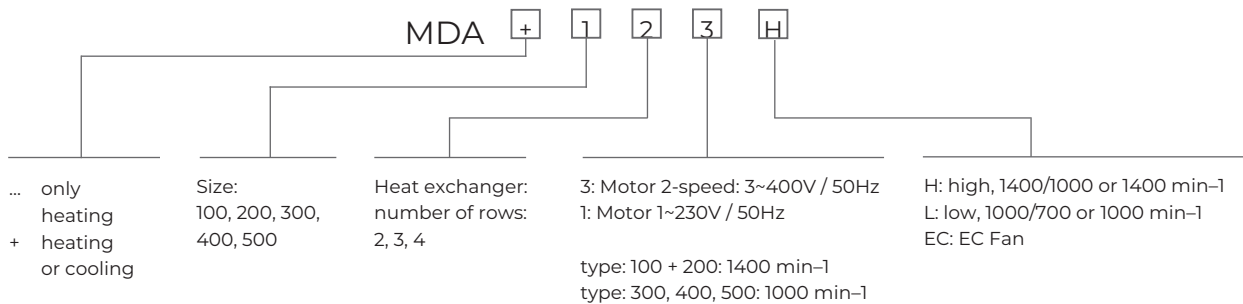 MDA + 1 2 3 H
... only
heating
+ heating
or cooling
Size:
100, 200, 300,
400, 500
Heat exchanger:
number of rows:
2, 3, 4
3: Motor 2-speed: 3~400V / 50Hz
1: Motor 1~230V / 50Hz
type: 100 + 200: 1400 min–1
type: 300, 400, 500: 1000 min–1
H: high, 1400/1000 or 1400 min–1
L: low, 1000/700 or 1000 min–1
EC: EC Fan